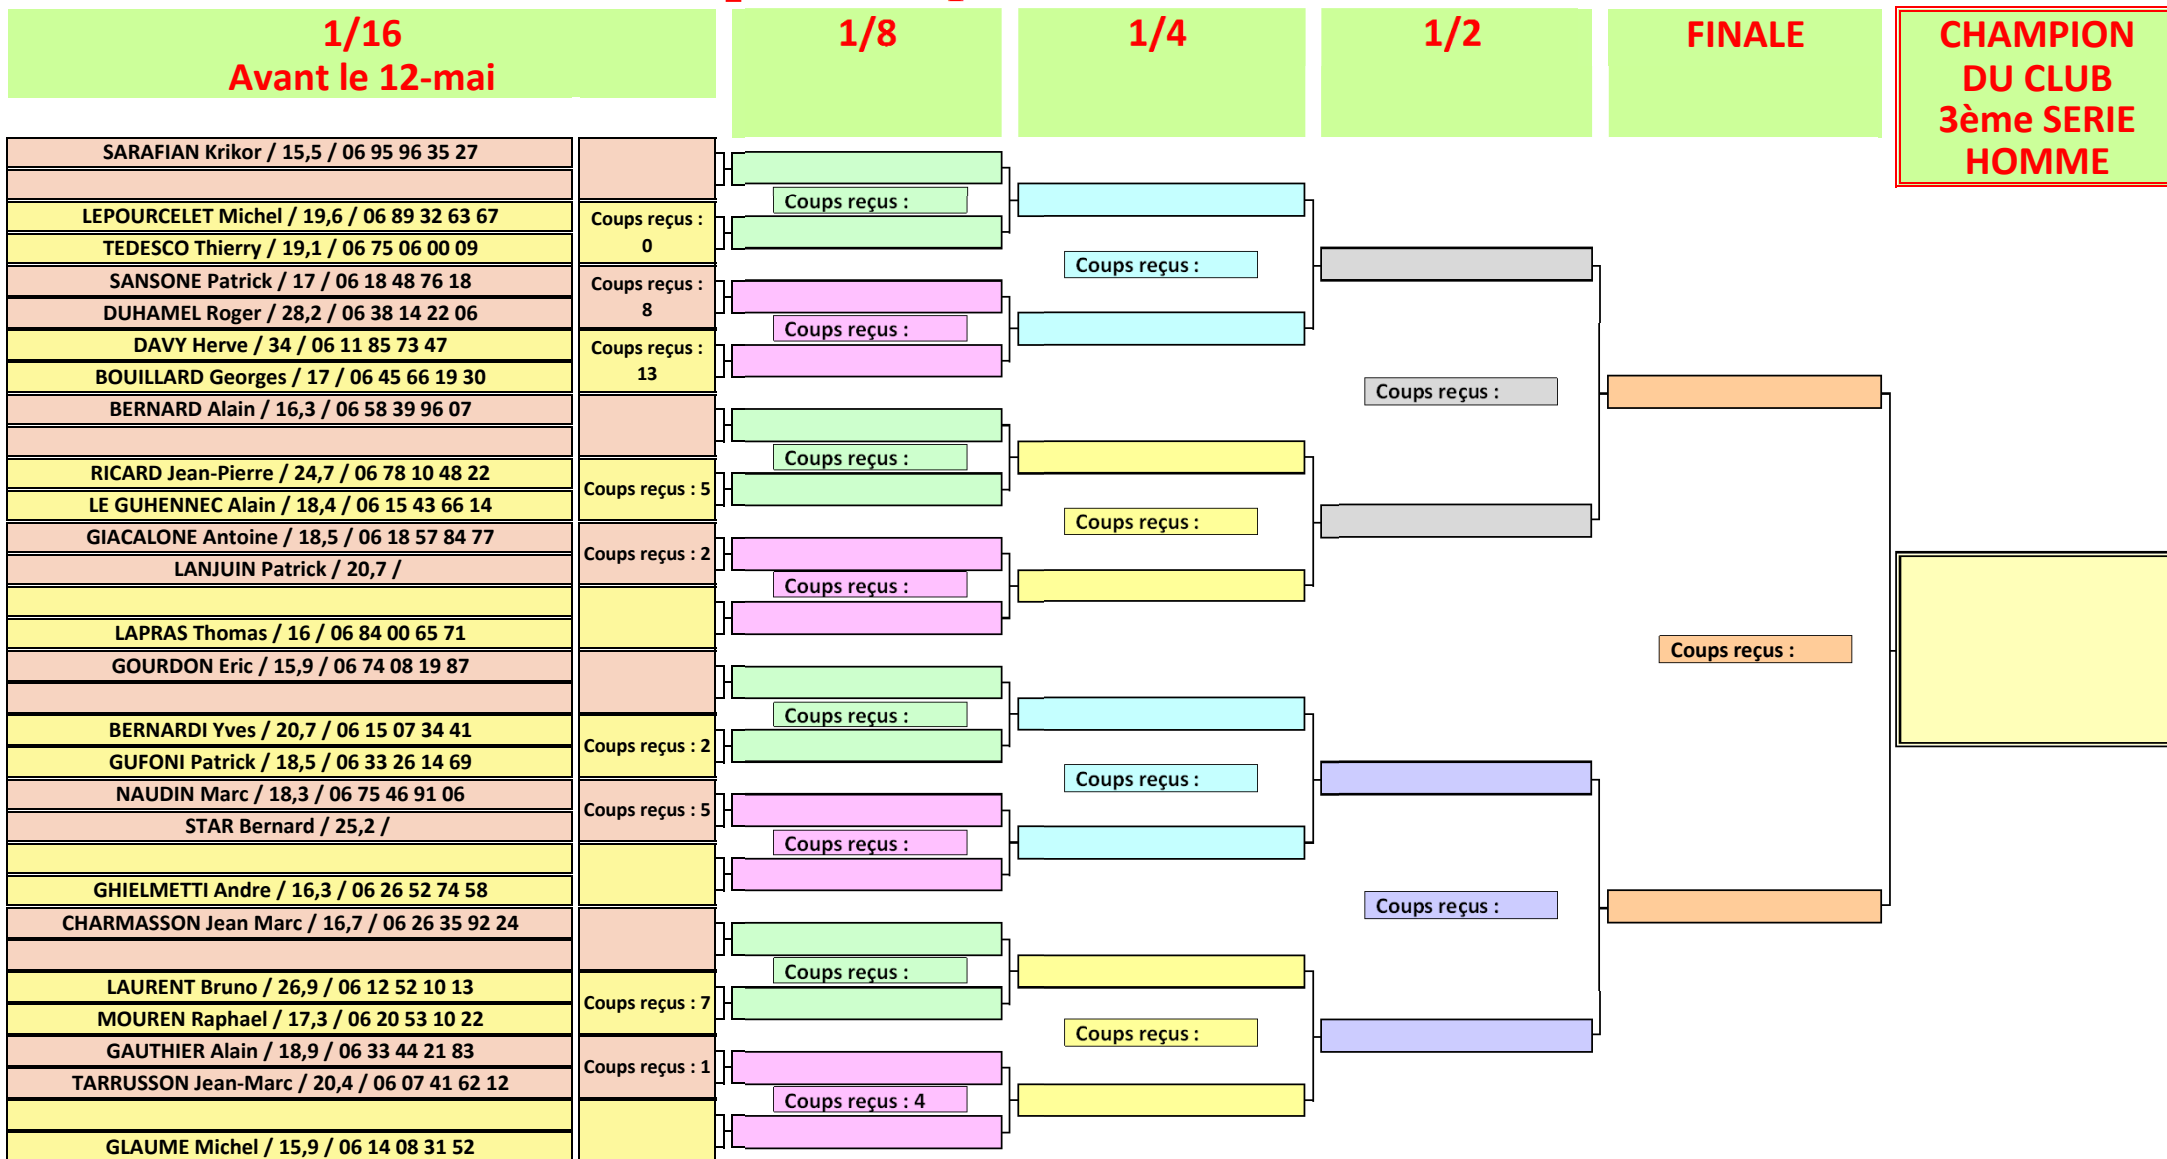 1/16
Avant le 12-mai
1/8
1/4
1/2
FINALE
CHAMPION
DU CLUB
3ème SERIE
HOMME
SARAFIAN Krikor / 15,5 / 06 95 96 35 27
LEPOURCELET Michel / 19,6 / 06 89 32 63 67
TEDESCO Thierry / 19,1 / 06 75 06 00 09
Coups reçus :
0
SANSONE Patrick / 17 / 06 18 48 76 18
DUHAMEL Roger / 28,2 / 06 38 14 22 06
Coups reçus :
8
DAVY Herve / 34 / 06 11 85 73 47
BOUILLARD Georges / 17 / 06 45 66 19 30
Coups reçus :
13
BERNARD Alain / 16,3 / 06 58 39 96 07
RICARD Jean-Pierre / 24,7 / 06 78 10 48 22
LE GUHENNEC Alain / 18,4 / 06 15 43 66 14
Coups reçus : 5
GIACALONE Antoine / 18,5 / 06 18 57 84 77
LANJUIN Patrick / 20,7 /
Coups reçus : 2
LAPRAS Thomas / 16 / 06 84 00 65 71
GOURDON Eric / 15,9 / 06 74 08 19 87
BERNARDI Yves / 20,7 / 06 15 07 34 41
GUFONI Patrick / 18,5 / 06 33 26 14 69
Coups reçus : 2
NAUDIN Marc / 18,3 / 06 75 46 91 06
STAR Bernard / 25,2 /
Coups reçus : 5
GHIELMETTI Andre / 16,3 / 06 26 52 74 58
CHARMASSON Jean Marc / 16,7 / 06 26 35 92 24
LAURENT Bruno / 26,9 / 06 12 52 10 13
MOUREN Raphael / 17,3 / 06 20 53 10 22
Coups reçus : 7
GAUTHIER Alain / 18,9 / 06 33 44 21 83
TARRUSSON Jean-Marc / 20,4 / 06 07 41 62 12
Coups reçus : 1
GLAUME Michel / 15,9 / 06 14 08 31 52
Coups reçus :
Coups reçus :
Coups reçus :
Coups reçus :
Coups reçus :
Coups reçus :
Coups reçus :
Coups reçus : 4
Coups reçus :
Coups reçus :
Coups reçus :
Coups reçus :
Coups reçus :
Coups reçus :
Coups reçus :